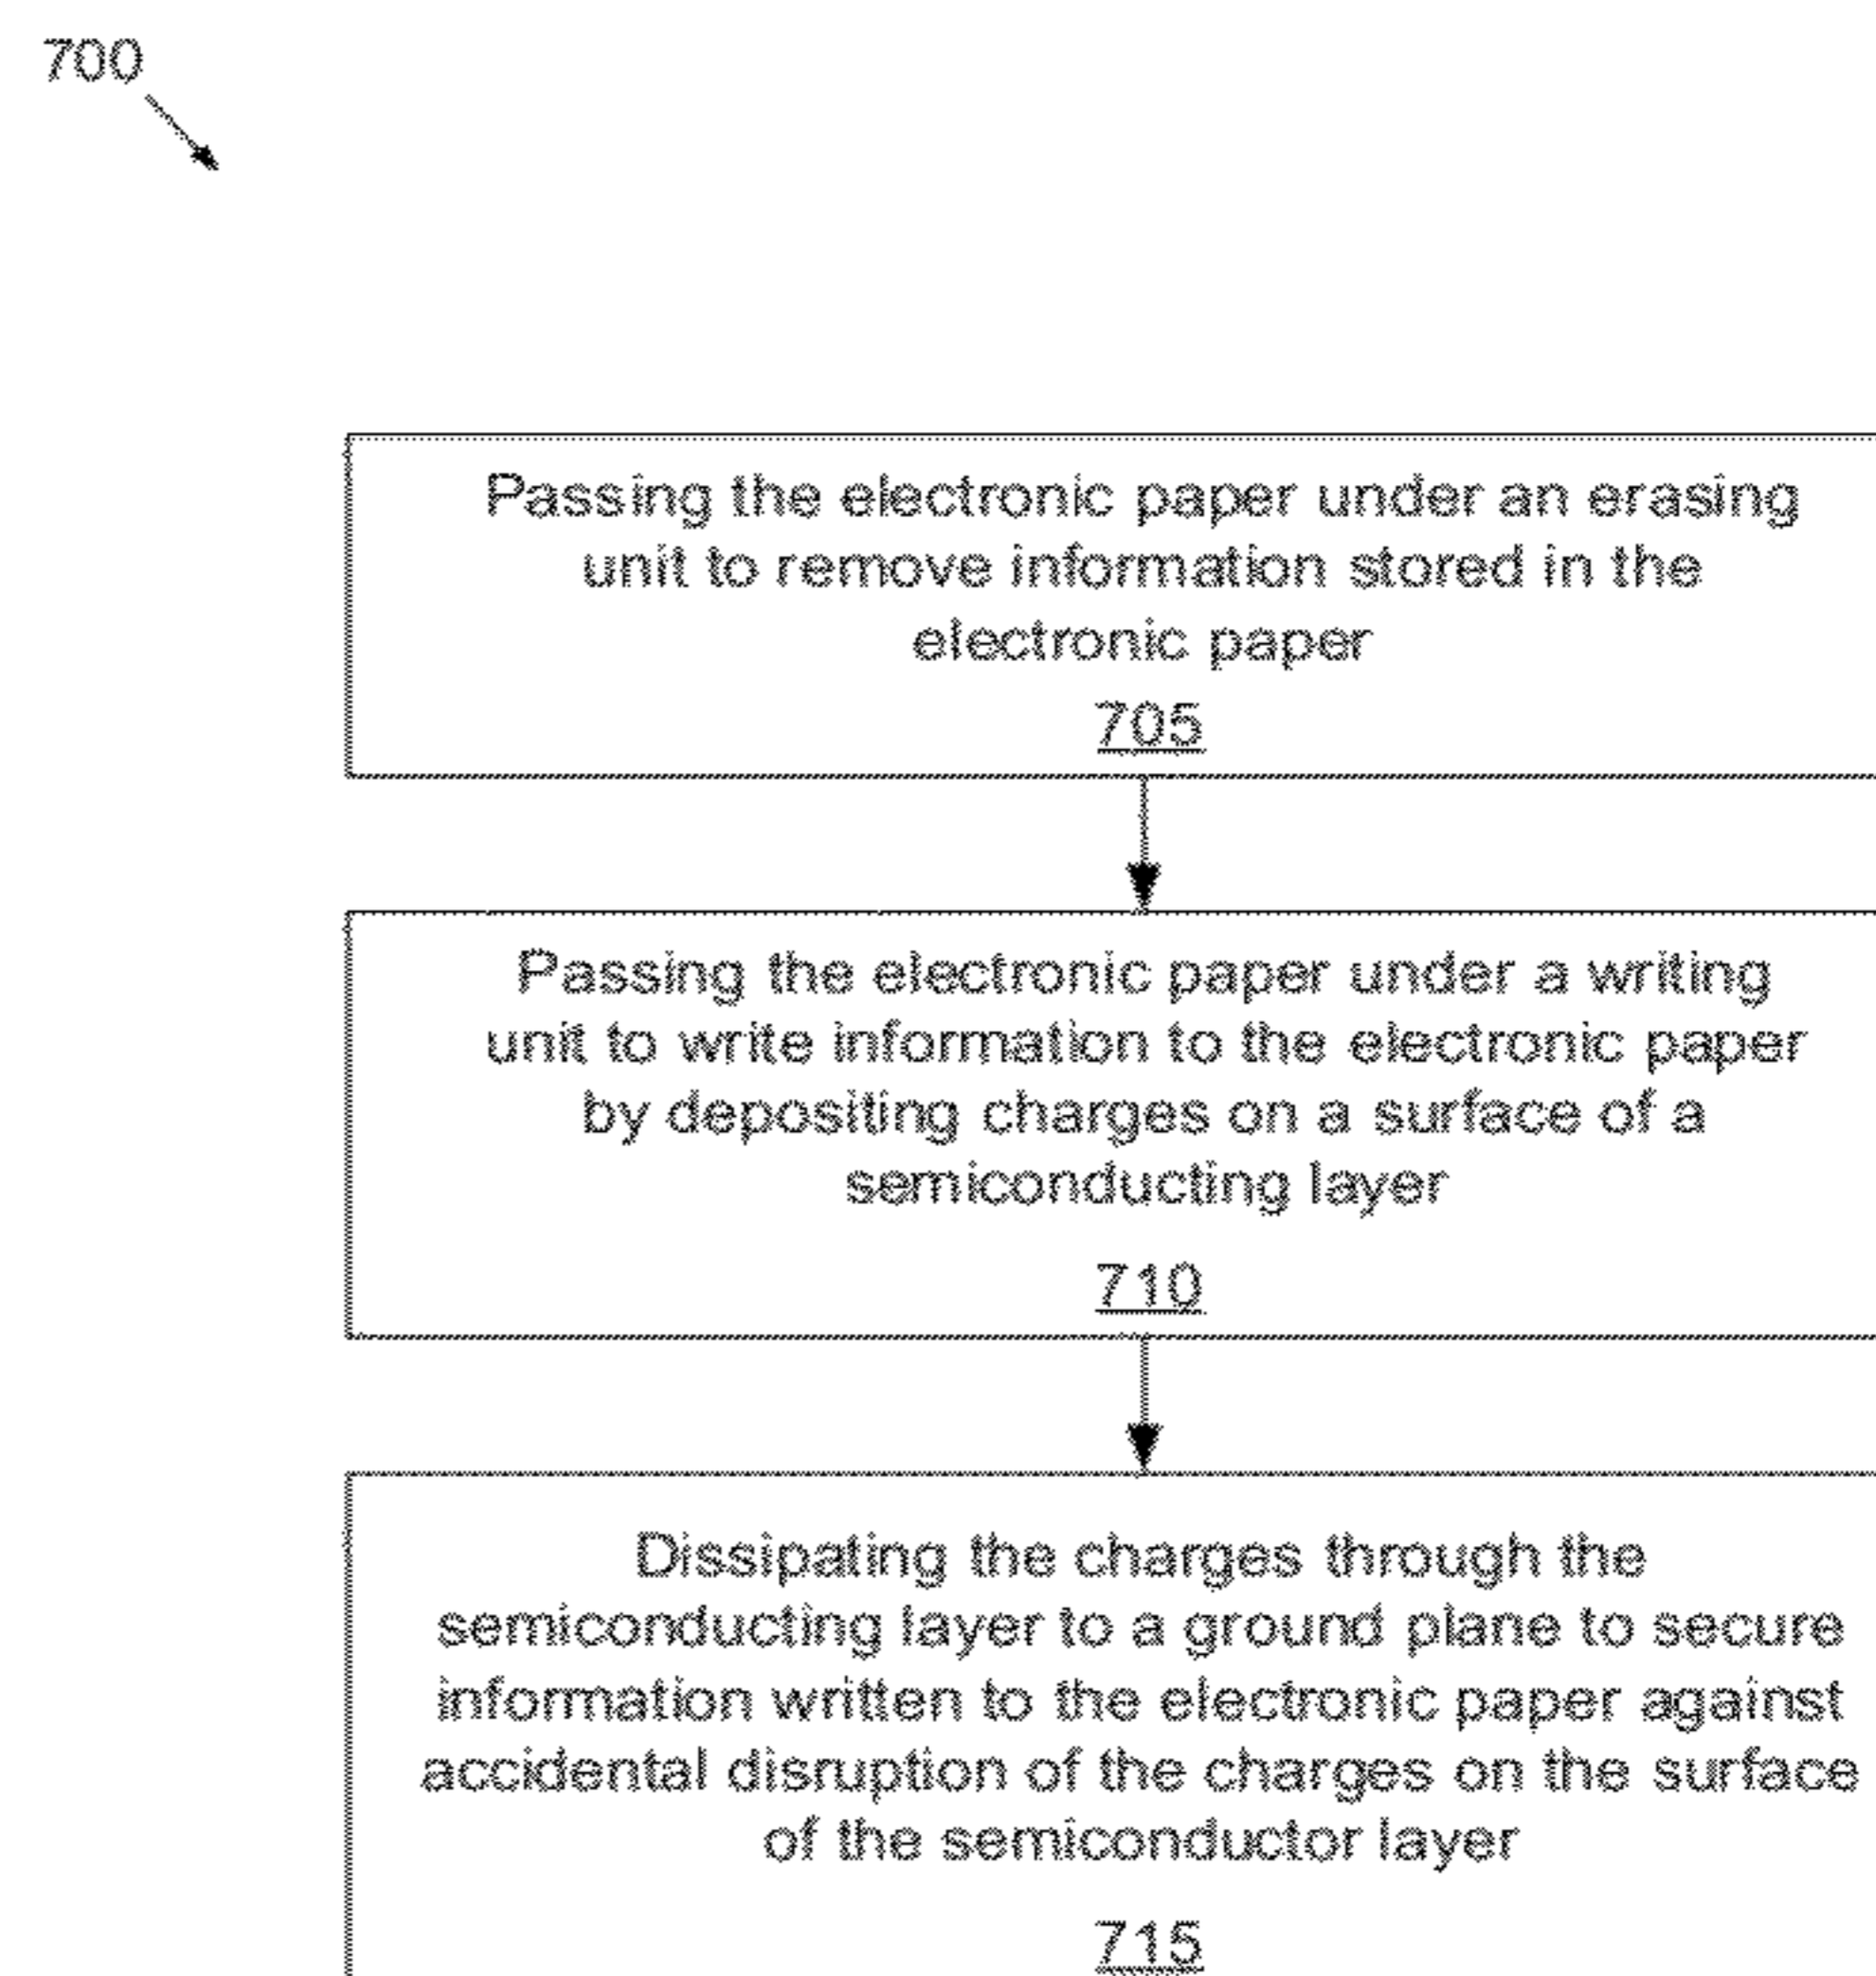 700
Passing the electronic paper under an erasing
unit to remove information stored in the
electronic paper
705
Passing the electronic paper under a writing
unit to write information to the electronic paper
by depositing charges on a surface of a
semiconducting layer
710
Dissipating the charges through the
semiconducting layer to a ground plane to secure
information written to the electronic paper against
accidental disruption of the charges on the surface
of the semiconductor layer
715